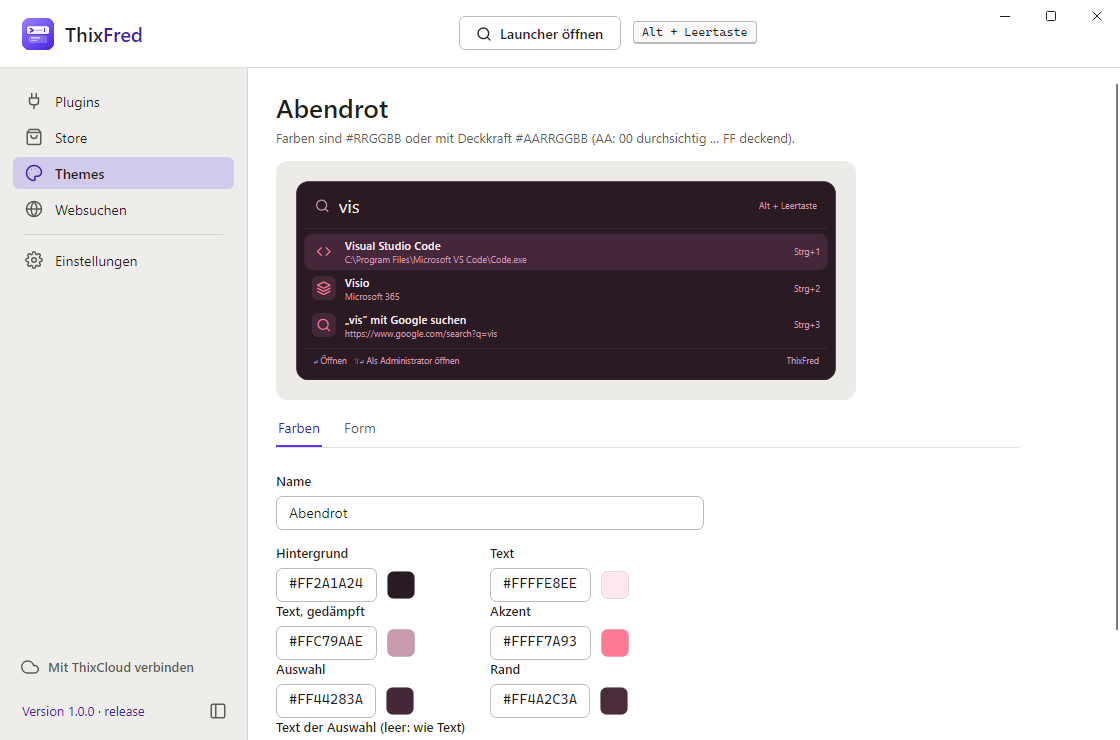 ThixFred
Launcher öffnen
Alt + Leertaste
Plugins
Store
Themes
Websuchen
Einstellungen
Mit ThixCloud verbinden
Version 1.0.0 · release
Abendrot
Farben sind #RRGGBB oder mit Deckkraft #AARRGGBB (AA: 00 durchsichtig … FF deckend).
vis
Alt + Leertaste
Visual Studio Code
C:\Program Files\Microsoft VS Code\Code.exe
Strg+1
Visio
Microsoft 365
Strg+2
„vis“ mit Google suchen
https://www.google.com/search?q=vis
Strg+3
↵ Öffnen ⇧↵ Als Administrator öffnen
ThixFred
Farben
Form
Name
Abendrot
Hintergrund
#FF2A1A24
Text
#FFFFE8EE
Text, gedämpft
#FFC79AAE
Akzent
#FFFF7A93
Auswahl
#FF44283A
Rand
#FF4A2C3A
Text der Auswahl (leer: wie Text)